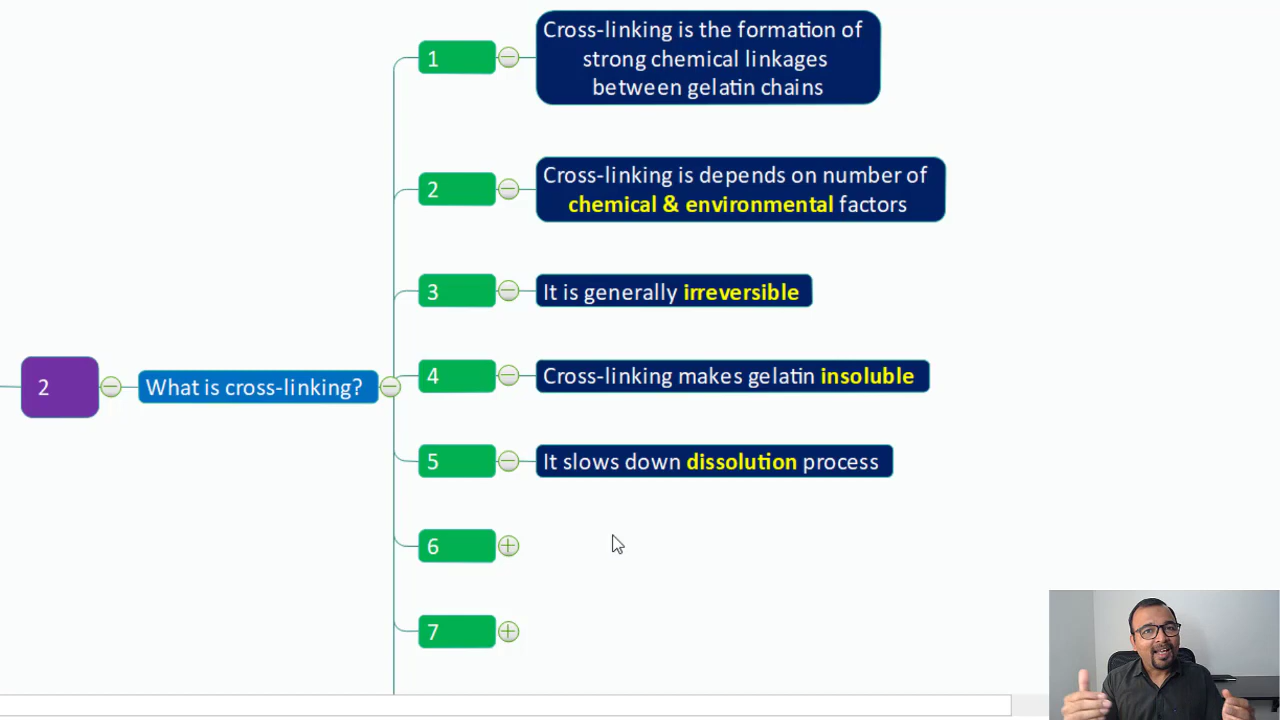 1
Cross-linking is the formation of
strong chemical linkages
between gelatin chains
2
Cross-linking is depends on number of
chemical & environmental factors
3
It is generally irreversible
2
What is cross-linking?
4
Cross-linking makes gelatin insoluble
5
It slows down dissolution process
6
7